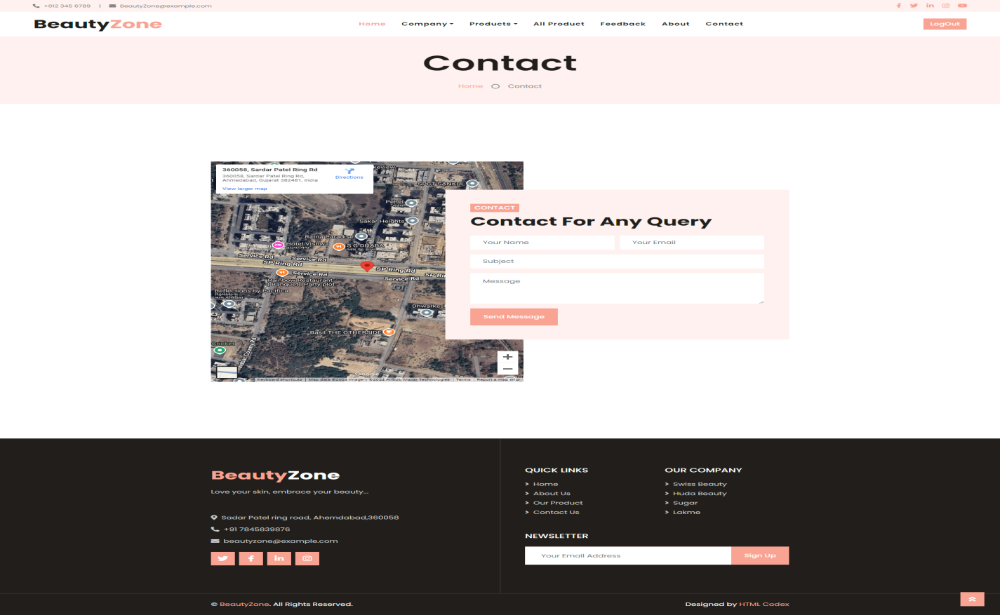 +012 345 6789 | BeautyZone@example.com
BeautyZone
Home Company Products All Product Feedback About Contact
LogOut
Contact
Home Contact
360058, Sardar Patel Ring Rd
360058, Sardar Patel Ring Rd,
Ahmedabad, Gujarat 382481, India
View larger map
Directions
keview
SPCT SANKUL
Pehel
Sakar Heights
Ratna Paradise
Hotel Vishwa
S G DHABA
Service Rd
Service Rd
SP Ring Rd
SP Ring Rd
Service Rd
SP Ri
Service Rd
Rainbow Restaurant
| Banquet | Party plot
Reflections by Pacifica
Dhwarkes
Basil THE OTHERSIDE
Cricket
Google
Keyboard shortcuts | Map data ©2024 Imagery ©2024 Airbus, Maxar Technologies | Terms | Report a map error
CONTACT
Contact For Any Query
Your Name
Your Email
Subject
Message
Send Message
BeautyZone
Love your skin, embrace your beauty...
Sadar Patel ring road, Ahemdabad,360058
+91 7845839876
beautyzone@example.com
QUICK LINKS
Home
About Us
Our Product
Contact Us
OUR COMPANY
Swiss Beauty
Huda Beauty
Sugar
Lakme
NEWSLETTER
Your Email Address
Sign Up
© BeautyZone. All Rights Reserved.
Designed by HTML Codex